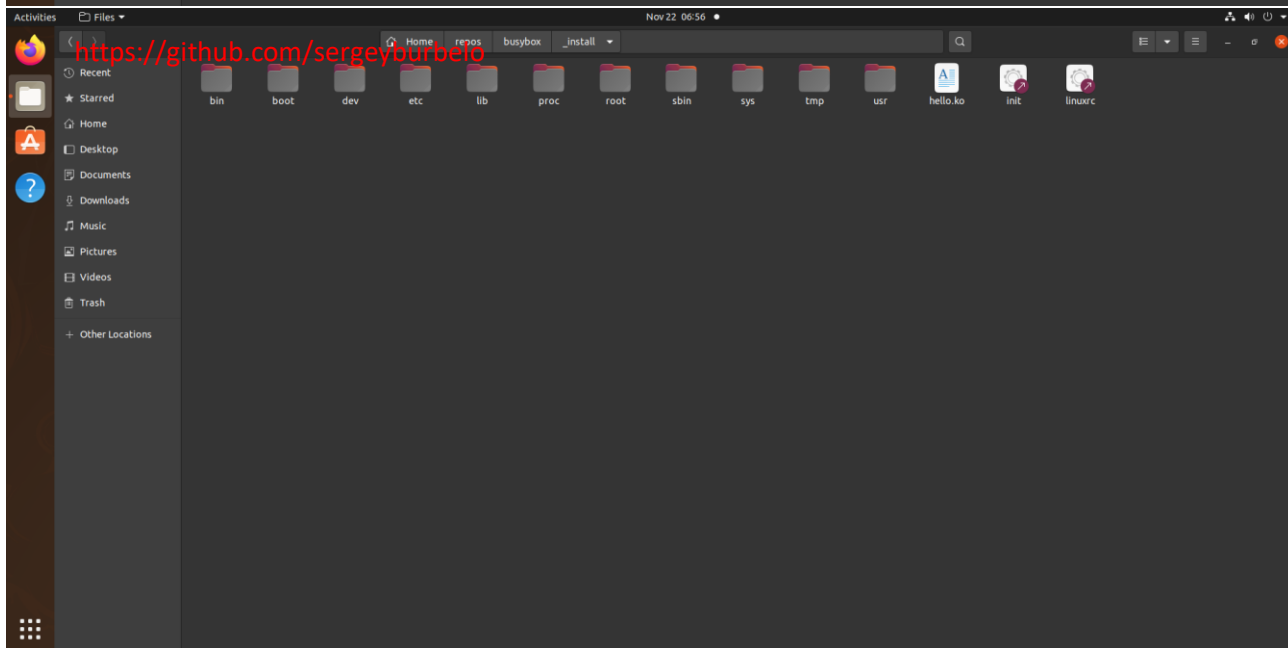 Activities Files Nov 22 06:56
https://github.com/sergeyburbelo
Home repos busybox _install
Recent
Starred
Home
Desktop
Documents
Downloads
Music
Pictures
Videos
Trash
+ Other Locations
bin boot dev etc lib proc root sbin sys tmp usr hello.ko init linuxrc